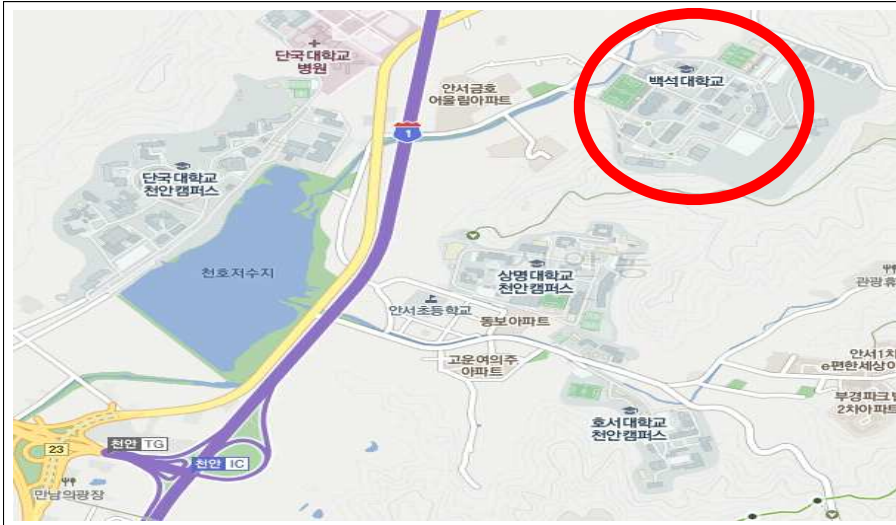 단국대학교
병원
백석대학교
안서금호
어울림아파트
1
단국대학교
천안캠퍼스
천호저수지
상명대학교
천안캠퍼스
안서초등학교
동보아파트
고운여의주
아파트
관광휴
안서1차
e편한세상아
부경파크빌
2차아파트
호서대학교
천안캠퍼스
23
천안 TG
천안 IC
만남의광장